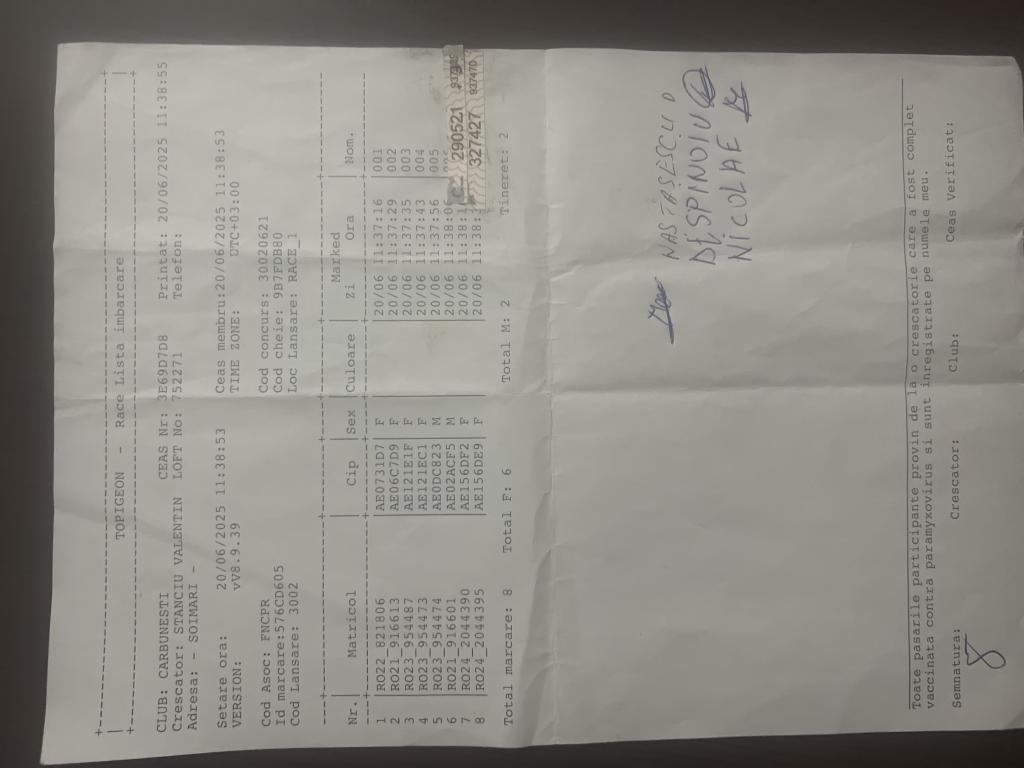 +----------------------------------------------------------------------+
| TOPIGEON - Race Lista imbarcare |
+----------------------------------------------------------------------+
CLUB: CARBUNESTI CEAS Nr: 3E69D7D8 Printat: 20/06/2025 11:38:55
Crescator: STANCIU VALENTIN LOFT No: 752271 Telefon:
Adresa: - SOIMARI -
Setare ora: 20/06/2025 11:38:53 Ceas membru:20/06/2025 11:38:53
VERSION: vV8.9.39 TIME ZONE: UTC+03:00
Cod Asoc: FNCPR Cod concurs: 30020621
Id marcare:576CD605 Cod cheie: 9B7FDB80
Cod Lansare: 3002 Loc Lansare: RACE_1
Marked
Nr.| Matricol | Cip |Sex |Culoare | Zi Ora | Nom.
1 |RO22_821806 |AE0731D7 | F | |20/06 11:37:16 |001
2 |RO21_916613 |AE06C7D9 | F | |20/06 11:37:29 |002
3 |RO23_954487 |AE121E1F | F | |20/06 11:37:35 |003
4 |RO23_954473 |AE121EC1 | F | |20/06 11:37:43 |004
5 |RO23_954474 |AE0DC823 | M | |20/06 11:37:56 |005
6 |RO21_916601 |AE02ACF5 | M | |20/06 11:38:06
7 |RO24_2044390 |AE156DF2 | F | |20/06 11:38:1
8 |RO24_2044395 |AE156DE9 | F | |20/06 11:38:
C 290521
327427 937470
Total marcare: 8 Total F: 6 Total M: 2 Tineret: 2
NASTASESCU D
DESPINOIU
NICOLAE
Toate pasarile participante provin de la o crescatorie care a fost complet
vaccinata contra paramyxovirus si sunt inregistrate pe numele meu.
Semnatura: Crescator: Club: Ceas Verificat: